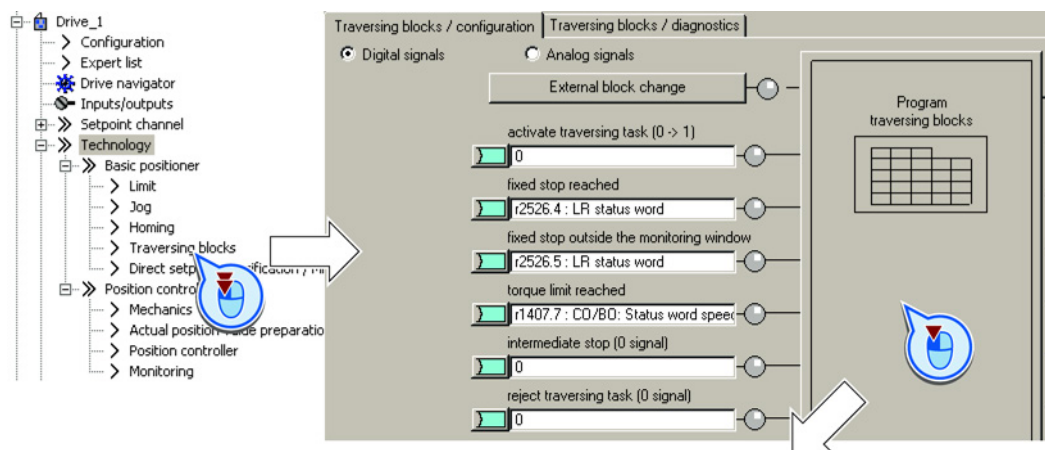 Drive_1
Configuration
Expert list
Drive navigator
Inputs/outputs
Setpoint channel
Technology
Basic positioner
Limit
Jog
Homing
Traversing blocks
Direct
Position
Mechanics
Actual position preparatio
Position controller
Monitoring
Traversing blocks / configuration
Traversing blocks / diagnostics
Digital signals
Analog signals
External block change
activate traversing task (0 -> 1)
0
fixed stop reached
r2526.4 : LR status word
fixed stop outside the monitoring window
r2526.5 : LR status word
torque limit reached
r1407.7 : CO/BO: Status word speed
intermediate stop (0 signal)
0
reject traversing task (0 signal)
0
Program
traversing blocks